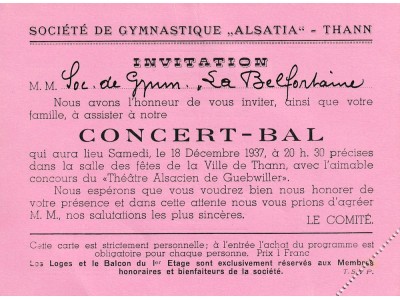 SOCIÉTÉ DE GYMNASTIQUE „ALSATIA“ - THANN
INVITATION
M. M. Soc. de Gymn. „La Belfortaine
Nous avons l'honneur de vous inviter, ainsi que votre
famille, à assister à notre
CONCERT-BAL
qui aura lieu Samedi, le 18 Décembre 1937, à 20 h. 30 précises
dans la salle des fêtes de la Ville de Thann, avec l'aimable
concours du «Théâtre Alsacien de Guebwiller».
Nous espérons que vous voudrez bien nous honorer de
votre présence et dans cette attente nous vous prions d'agréer
M. M., nos salutations les plus sincères.
LE COMITÉ.
Cette carte est strictement personnelle; à l'entrée l'achat du programme est
obligatoire pour chaque personne. Prix 1 Franc
Les Loges et le Balcon du 1er Etage sont exclusivement réservés aux Membres
honoraires et bienfaiteurs de la société.
T. S. V. P.